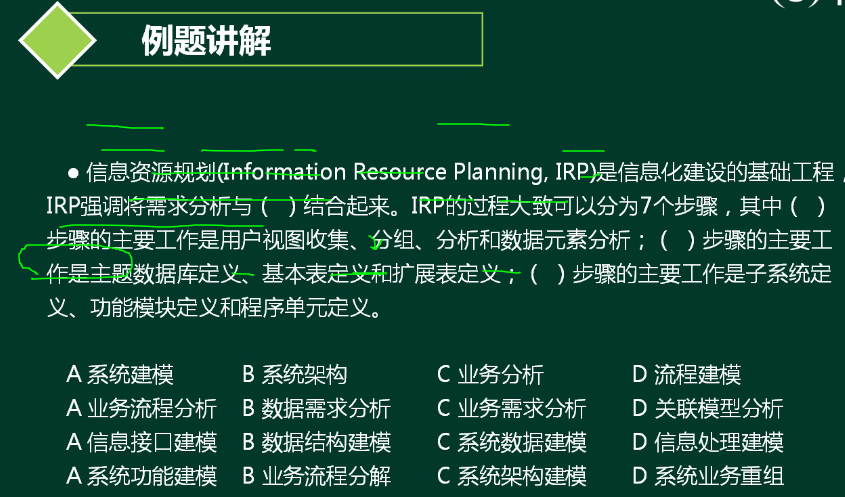 例题讲解
● 信息资源规划(Information Resource Planning, IRP)是信息化建设的基础工程，
IRP强调将需求分析与（  ）结合起来。IRP的过程大致可以分为7个步骤，其中（  ）
步骤的主要工作是用户视图收集、分组、分析和数据元素分析；（  ）步骤的主要工
作是主题数据库定义、基本表定义和扩展表定义；（  ）步骤的主要工作是子系统定
义、功能模块定义和程序单元定义。
A 系统建模 B 系统架构 C 业务分析 D 流程建模
A 业务流程分析 B 数据需求分析 C 业务需求分析 D 关联模型分析
A 信息接口建模 B 数据结构建模 C 系统数据建模 D 信息处理建模
A 系统功能建模 B 业务流程分解 C 系统架构建模 D 系统业务重组